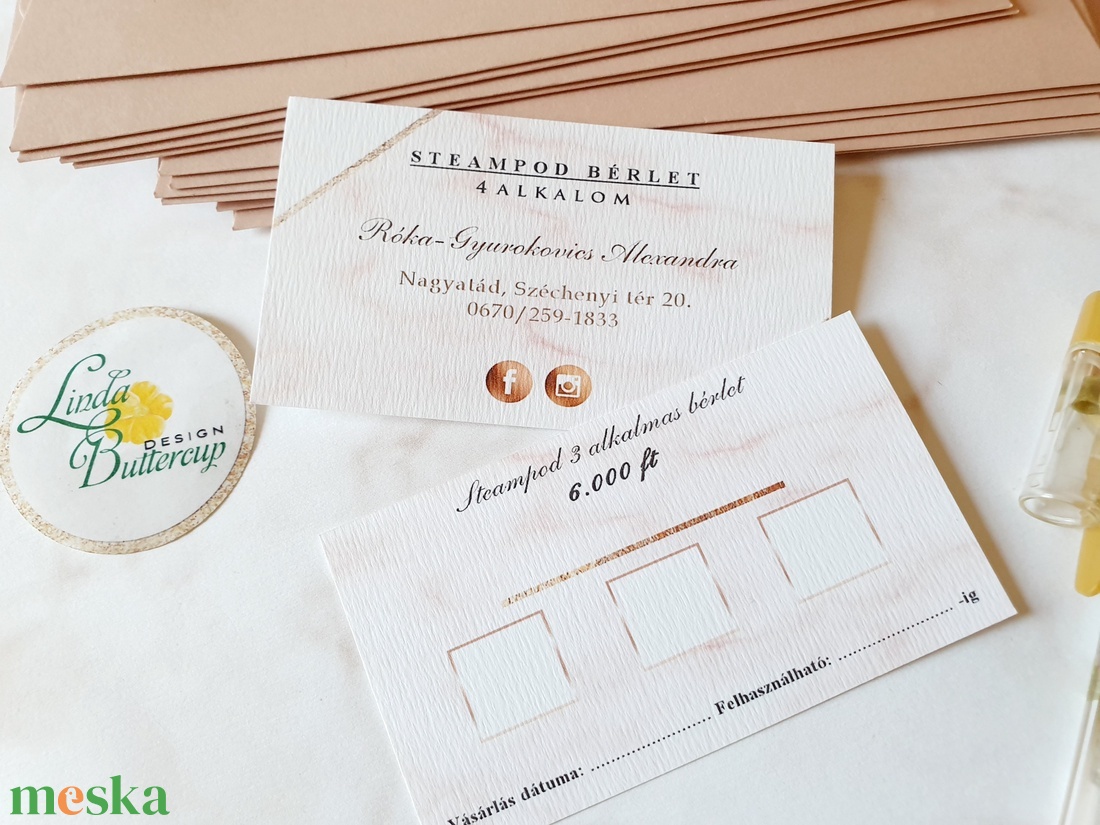 STEAMPOD BÉRLET
4 ALKALOM
Róka-Gyurokovics Alexandra
Nagyatád, Széchenyi tér 20.
0670/259-1833
f
Linda
DESIGN
Buttercup
Steampod 3 alkalmas bérlet
6.000 ft
Vásárlás dátuma: ........................ Felhasználható: ........................ -ig
meska